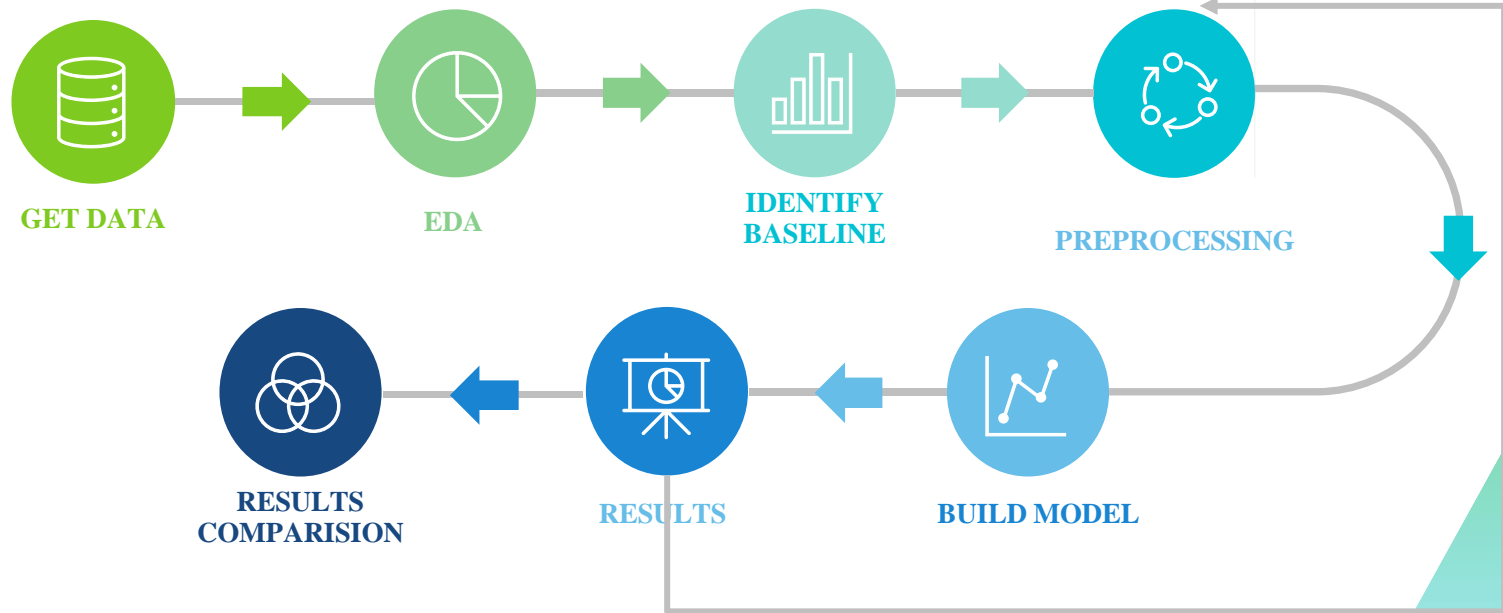 GET DATA
EDA
IDENTIFY
BASELINE
PREPROCESSING
RESULTS
COMPARISION
RESULTS
BUILD MODEL